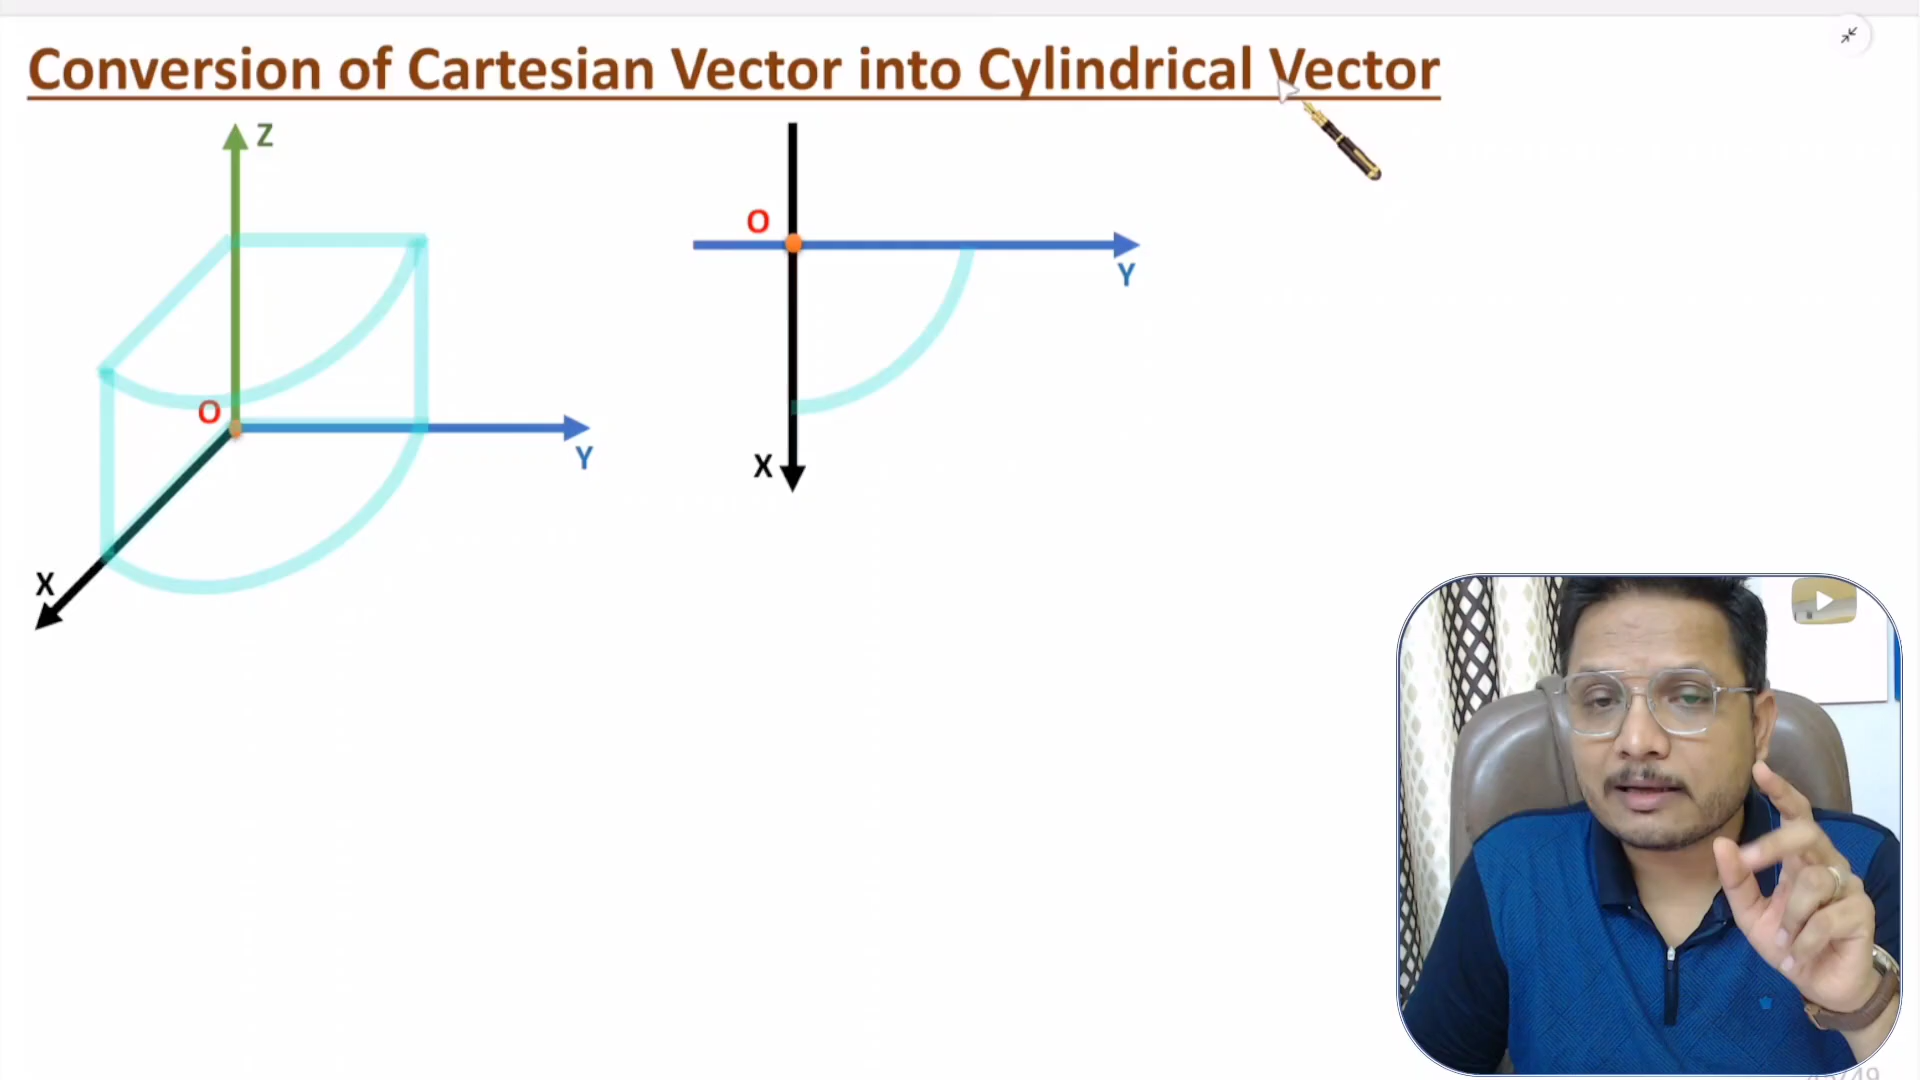 Conversion of Cartesian Vector into Cylindrical Vector
Z
O
Y
X
O
Y
X